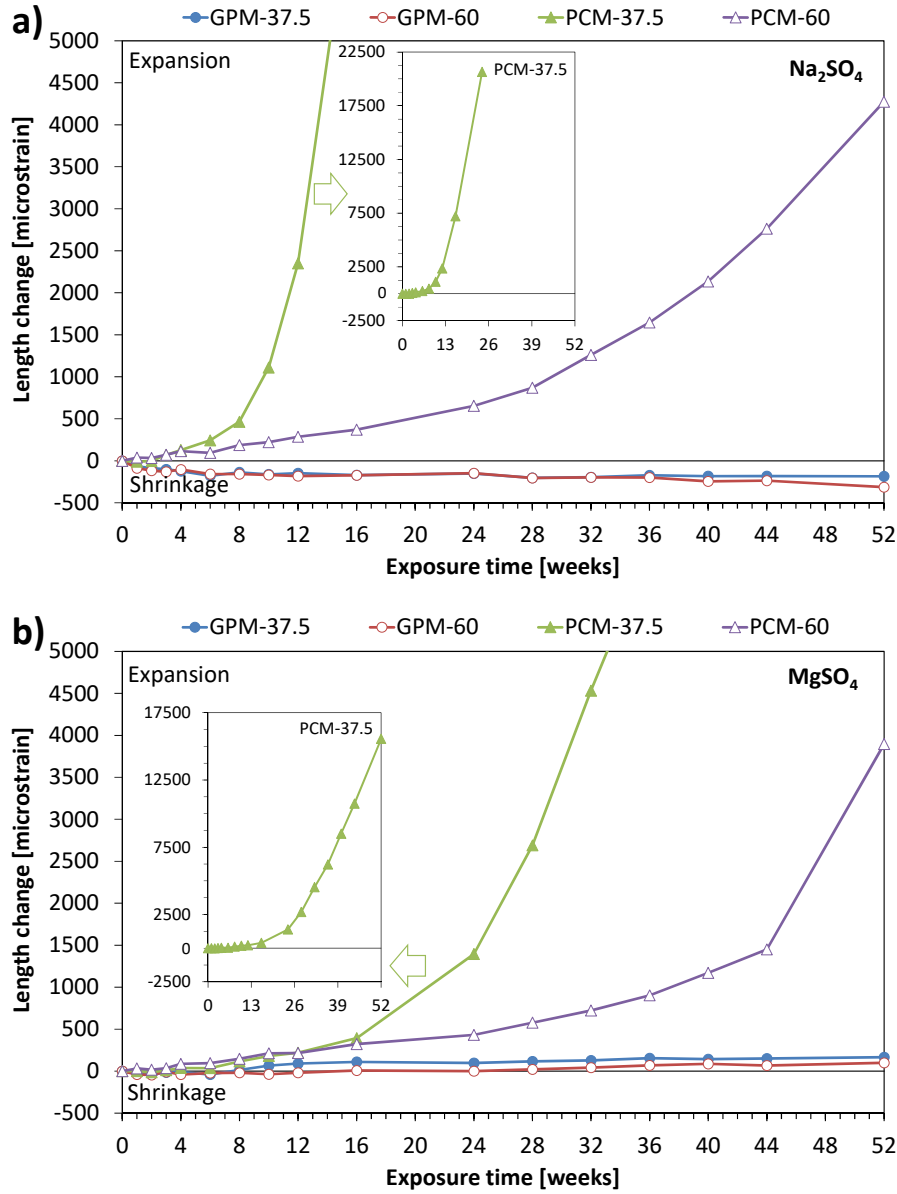 a)
GPM-37.5 GPM-60 PCM-37.5 PCM-60
Expansion
Na₂SO₄
Length change [microstrain]
5000
4500
4000
3500
3000
2500
2000
1500
1000
500
0
-500
PCM-37.5
22500
17500
12500
7500
2500
-2500
0 13 26 39 52
Shrinkage
0 4 8 12 16 20 24 28 32 36 40 44 48 52
Exposure time [weeks]
b)
GPM-37.5 GPM-60 PCM-37.5 PCM-60
Expansion
MgSO₄
Length change [microstrain]
5000
4500
4000
3500
3000
2500
2000
1500
1000
500
0
-500
PCM-37.5
17500
12500
7500
2500
-2500
0 13 26 39 52
Shrinkage
0 4 8 12 16 20 24 28 32 36 40 44 48 52
Exposure time [weeks]